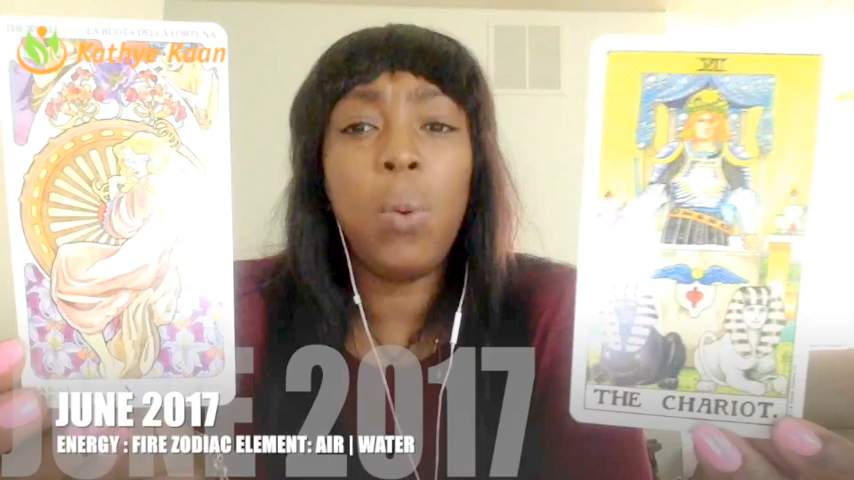 LA RUOTA DELLA FORTUNA
Kathye Kaan
VII
THE CHARIOT.
JUNE 2017
JUNE 2017
ENERGY : FIRE ZODIAC ELEMENT: AIR | WATER